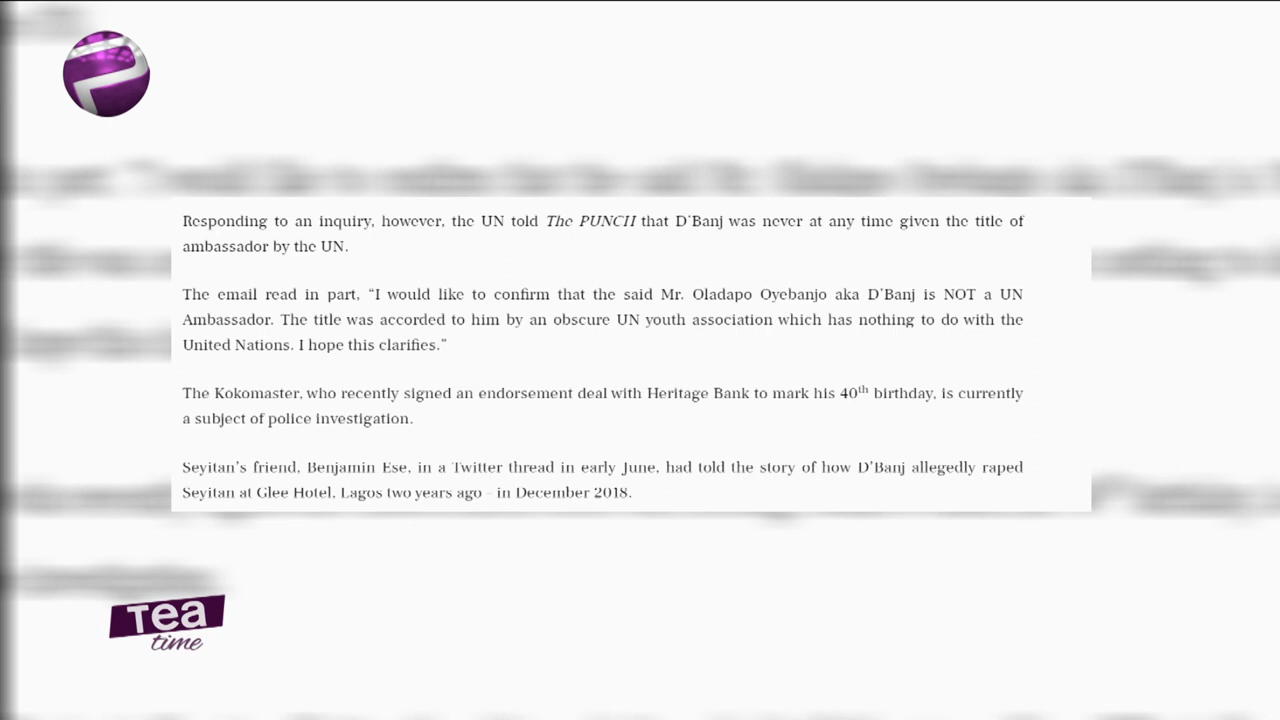 Responding to an inquiry, however, the UN told The PUNCH that D'Banj was never at any time given the title of
ambassador by the UN.
The email read in part, “I would like to confirm that the said Mr. Oladapo Oyebanjo aka D'Banj is NOT a UN
Ambassador. The title was accorded to him by an obscure UN youth association which has nothing to do with the
United Nations. I hope this clarifies.”
The Kokomaster, who recently signed an endorsement deal with Heritage Bank to mark his 40th birthday, is currently
a subject of police investigation.
Seyitan's friend, Benjamin Ese, in a Twitter thread in early June, had told the story of how D'Banj allegedly raped
Seyitan at Glee Hotel, Lagos two years ago – in December 2018.
Tea
time